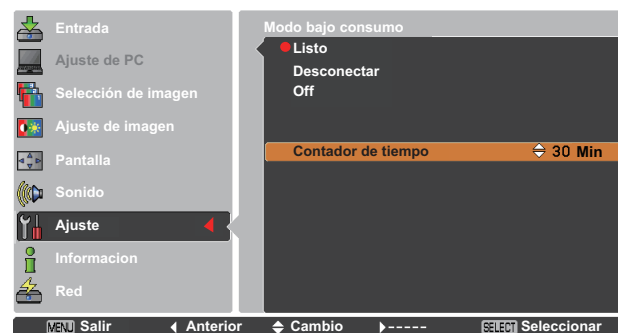 Entrada
Ajuste de PC
Selección de imagen
Ajuste de imagen
Pantalla
Sonido
Ajuste
Informacion
Red
Modo bajo consumo
Listo
Desconectar
Off
Contador de tiempo 30 Min
MENU Salir Anterior Cambio ----- SELECT Seleccionar